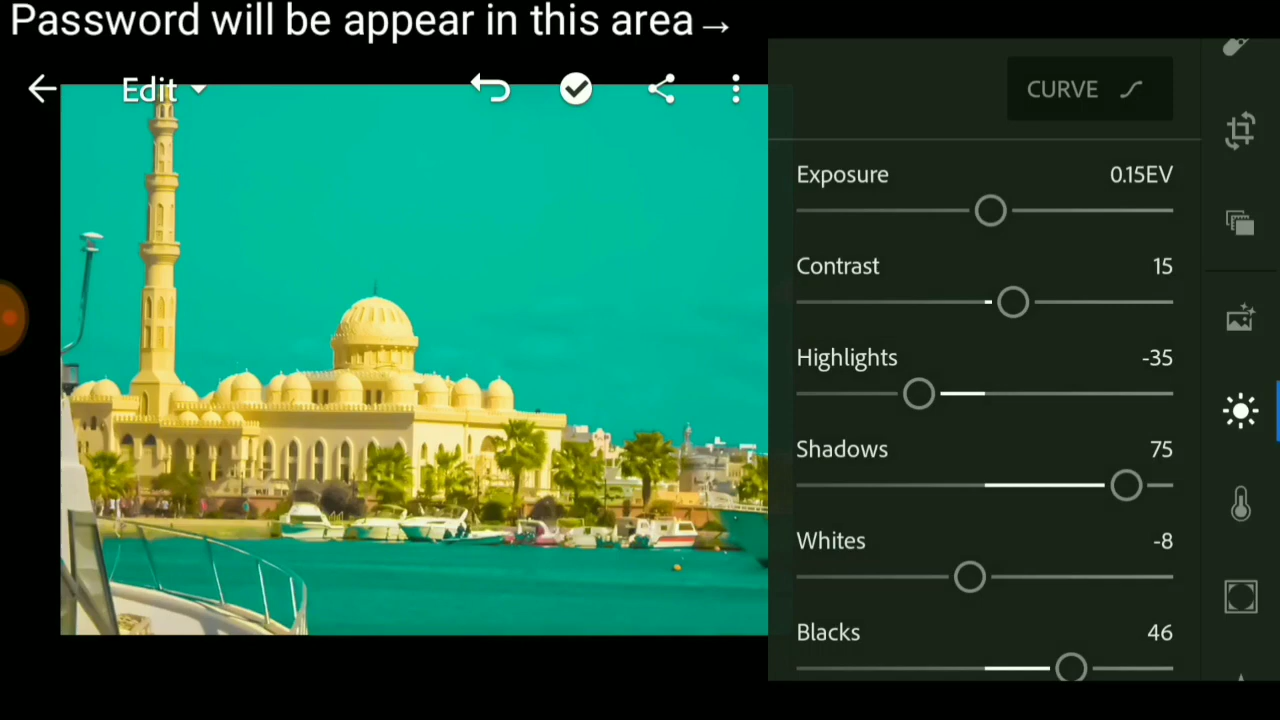 Password will be appear in this area→
Edit
CURVE
Exposure 0.15EV
Contrast 15
Highlights -35
Shadows 75
Whites -8
Blacks 46